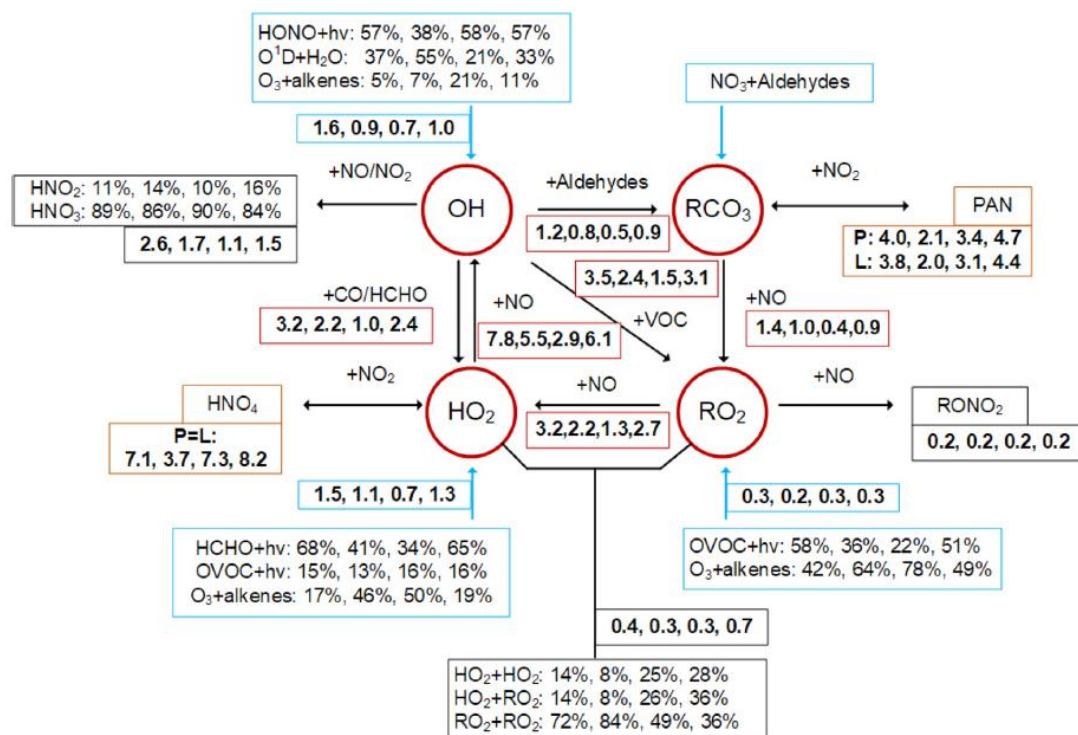 HONO+hv: 57%, 38%, 58%, 57%
O¹D+H₂O: 37%, 55%, 21%, 33%
O₃+alkenes: 5%, 7%, 21%, 11%
NO₃+Aldehydes
1.6, 0.9, 0.7, 1.0
+NO/NO₂
HNO₂: 11%, 14%, 10%, 16%
HNO₃: 89%, 86%, 90%, 84%
2.6, 1.7, 1.1, 1.5
OH
+Aldehydes
1.2,0.8,0.5,0.9
RCO₃
+NO₂
PAN
P: 4.0, 2.1, 3.4, 4.7
L: 3.8, 2.0, 3.1, 4.4
3.5,2.4,1.5,3.1
+CO/HCHO
3.2, 2.2, 1.0, 2.4
+NO
7.8,5.5,2.9,6.1
+VOC
+NO
1.4,1.0,0.4,0.9
+NO₂
HNO₄
P=L:
7.1, 3.7, 7.3, 8.2
HO₂
+NO
3.2,2.2,1.3,2.7
RO₂
+NO
RONO₂
0.2, 0.2, 0.2, 0.2
1.5, 1.1, 0.7, 1.3
0.3, 0.2, 0.3, 0.3
HCHO+hv: 68%, 41%, 34%, 65%
OVOC+hv: 15%, 13%, 16%, 16%
O₃+alkenes: 17%, 46%, 50%, 19%
OVOC+hv: 58%, 36%, 22%, 51%
O₃+alkenes: 42%, 64%, 78%, 49%
0.4, 0.3, 0.3, 0.7
HO₂+HO₂: 14%, 8%, 25%, 28%
HO₂+RO₂: 14%, 8%, 26%, 36%
RO₂+RO₂: 72%, 84%, 49%, 36%